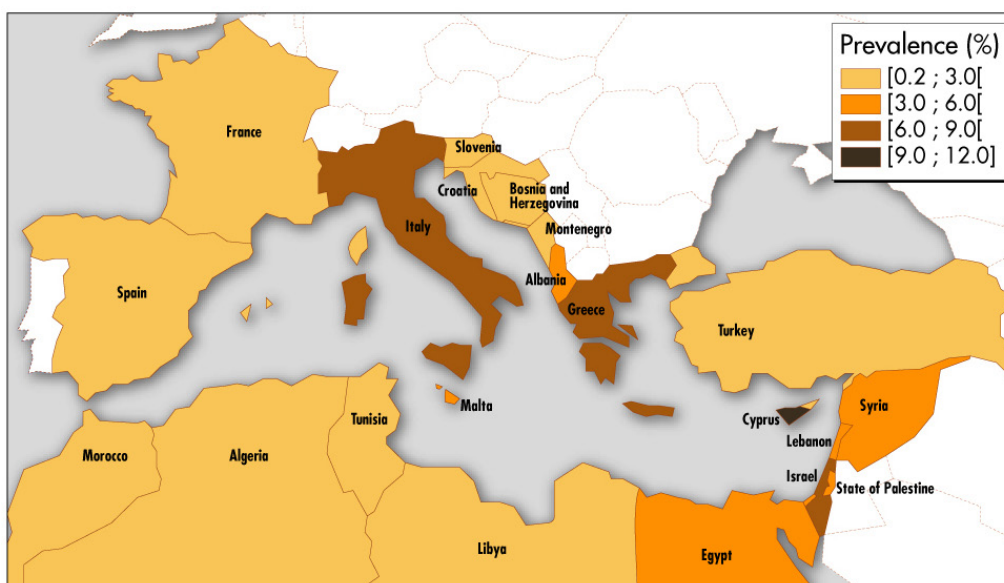 Prevalence (%)
[0.2 ; 3.0[
[3.0 ; 6.0[
[6.0 ; 9.0[
[9.0 ; 12.0]
France
Slovenia
Croatia
Bosnia and
Herzegovina
Montenegro
Italy
Albania
Greece
Spain
Turkey
Malta
Cyprus
Syria
Tunisia
Lebanon
Morocco
Algeria
Israel
State of Palestine
Libya
Egypt